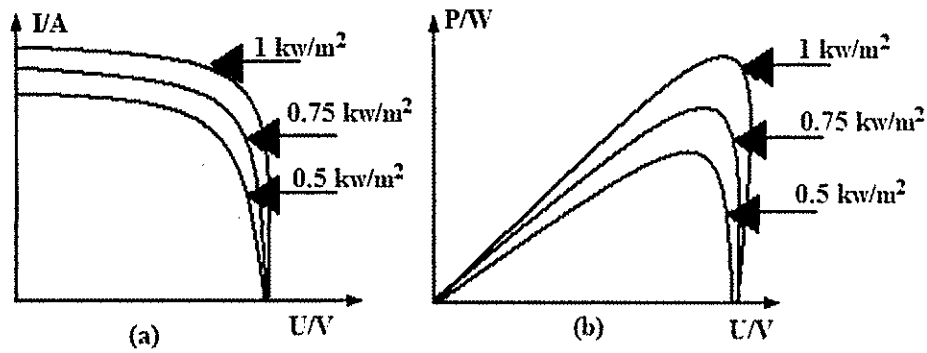 I/A
1 kw/m²
0.75 kw/m²
0.5 kw/m²
U/V
(a)
P/W
1 kw/m²
0.75 kw/m²
0.5 kw/m²
U/V
(b)